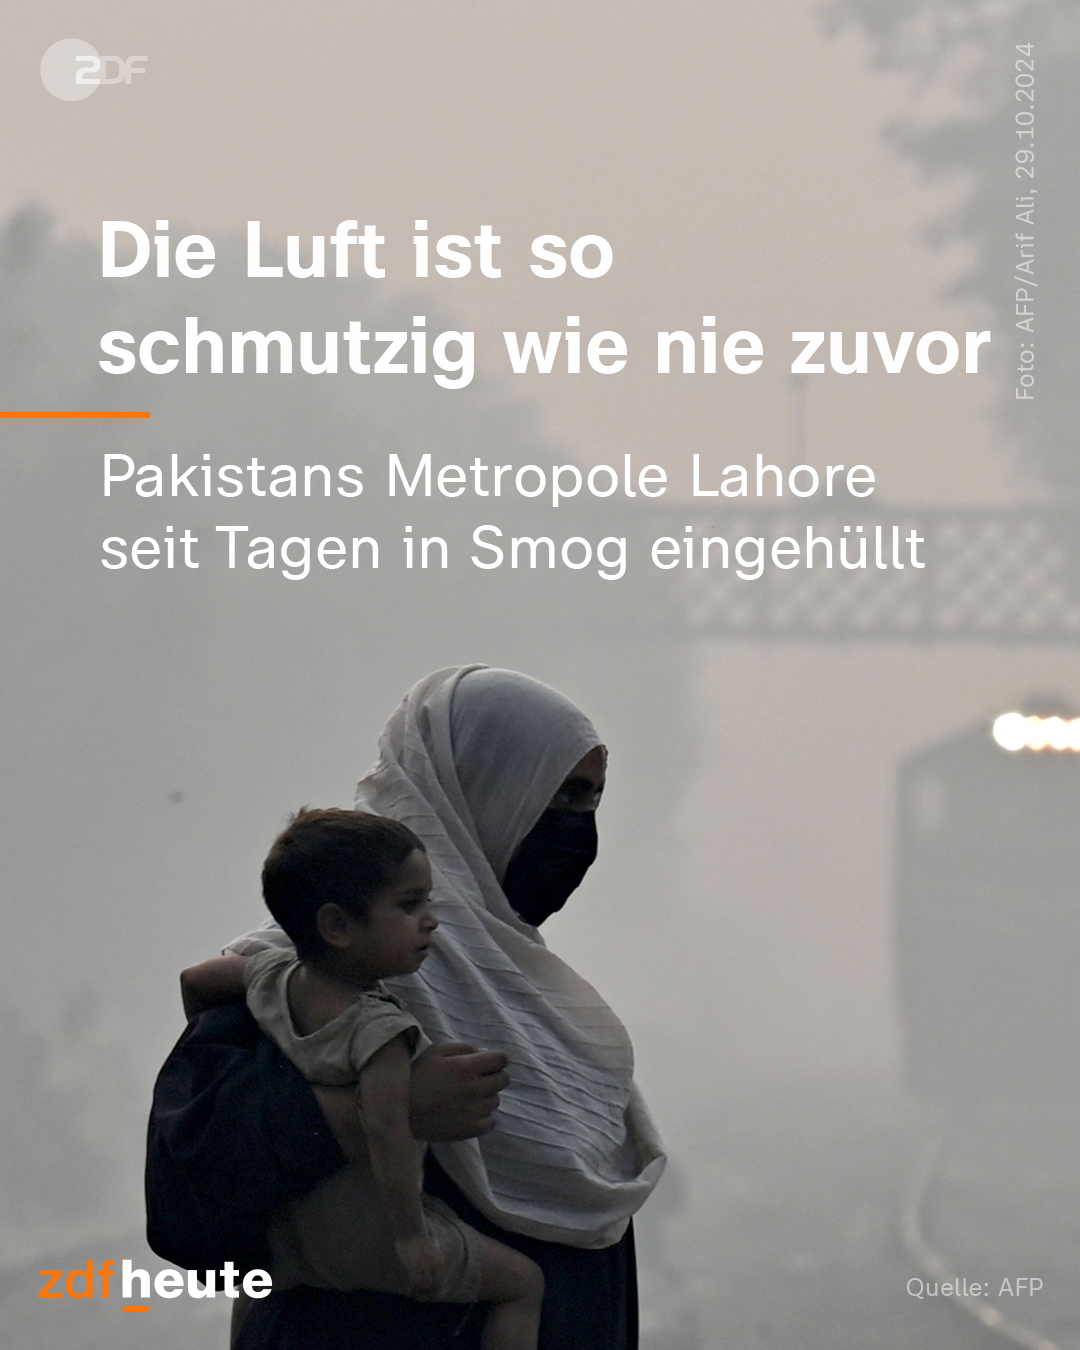 ZDF
Foto: AFP/Arif Ali, 29.10.2024
Die Luft ist so
schmutzig wie nie zuvor
Pakistans Metropole Lahore
seit Tagen in Smog eingehüllt
zdfheute
Quelle: AFP